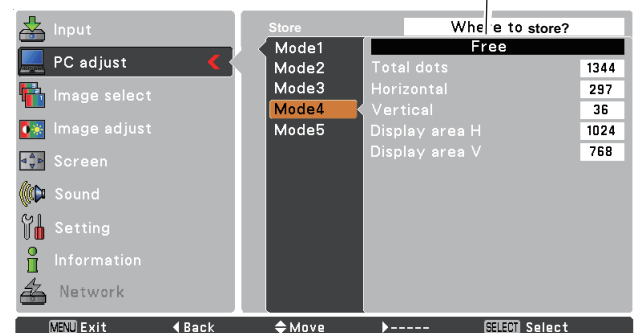 Input
PC adjust
Image select
Image adjust
Screen
Sound
Setting
Information
Network
Store
Mode1
Mode2
Mode3
Mode4
Mode5
Where to store?
Free
Total dots 1344
Horizontal 297
Vertical 36
Display area H 1024
Display area V 768
MENU Exit Back Move ----- SELECT Select